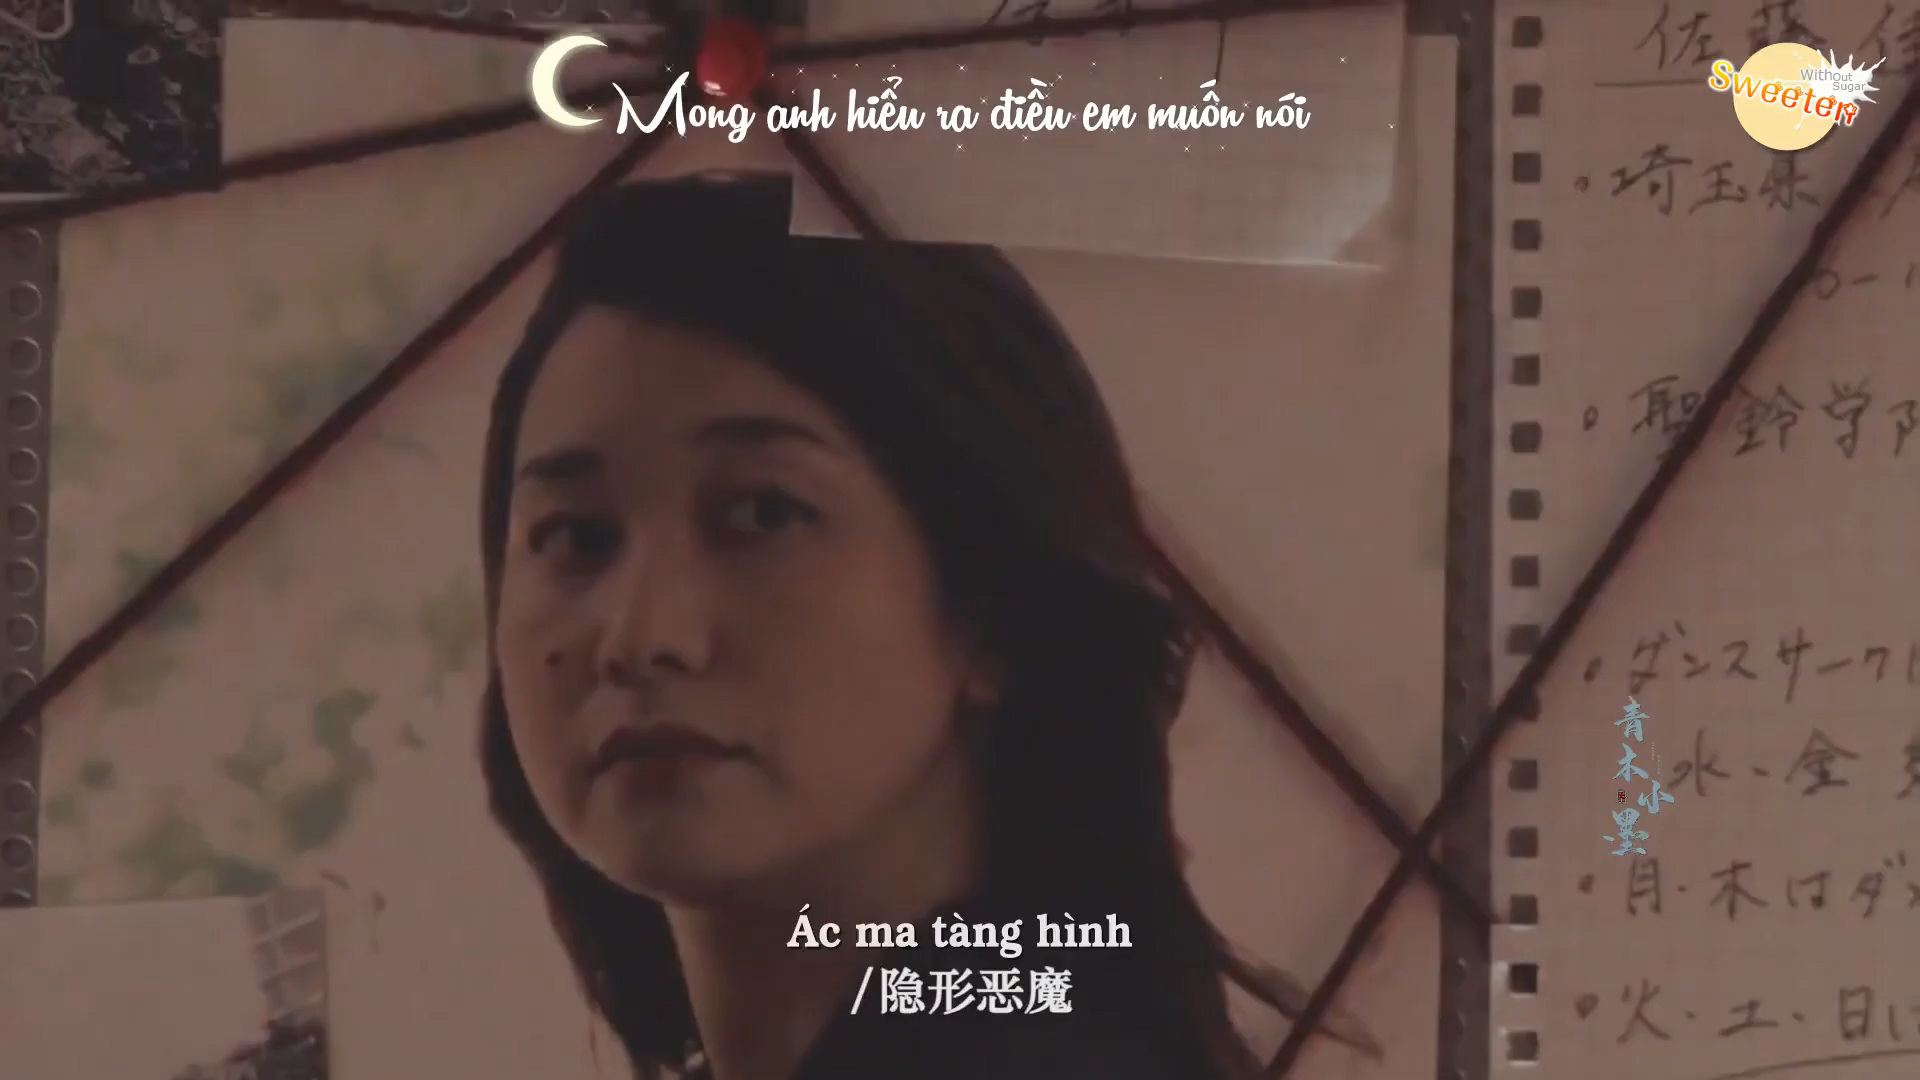 Mong anh hiểu ra điều em muốn nói
Without
Sugar
Sweeter
佐藤
埼玉県
聖鈴学
ダンスサーク
水、金
月・木はダ
火・土・日に
青木小墨
Ác ma tàng hình
/隐形恶魔